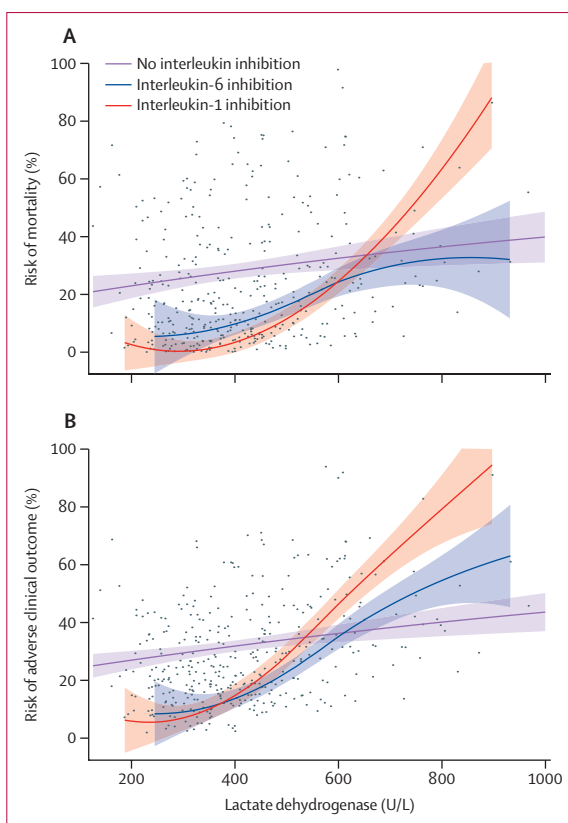 A
No interleukin inhibition
Interleukin-6 inhibition
Interleukin-1 inhibition
Risk of mortality (%)
100
80
60
40
20
0
B
Risk of adverse clinical outcome (%)
100
80
60
40
20
0
200 400 600 800 1000
Lactate dehydrogenase (U/L)